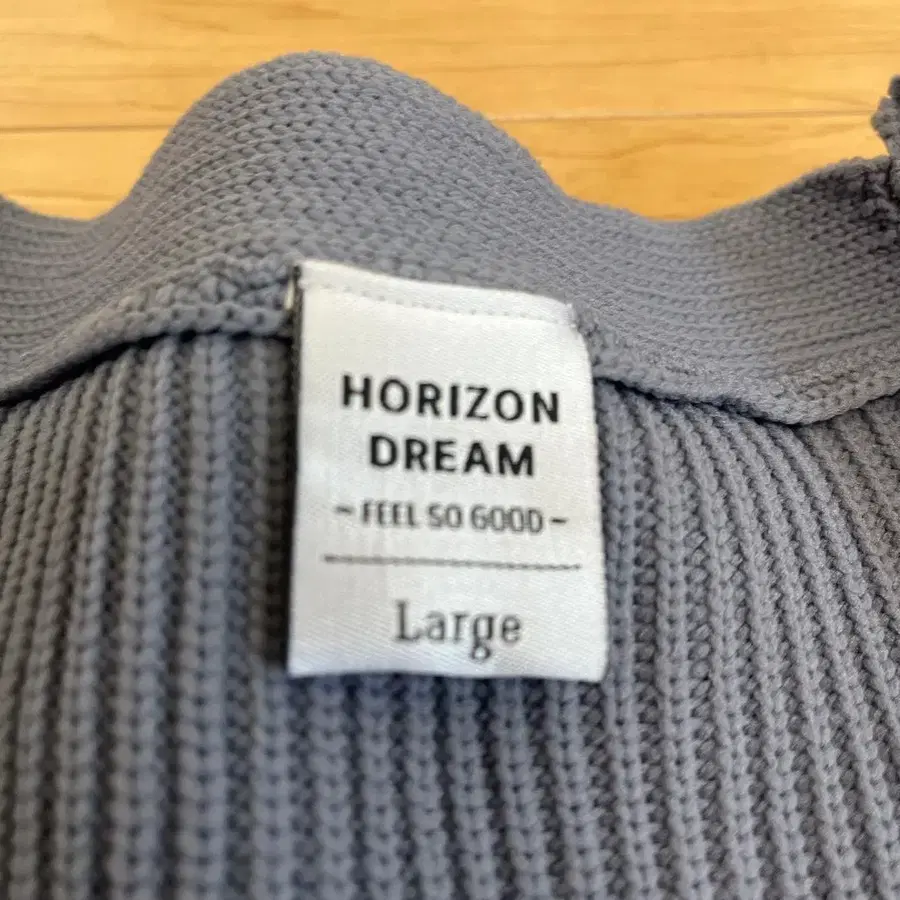 HORIZON
DREAM
~ FEEL SO GOOD ~
Large